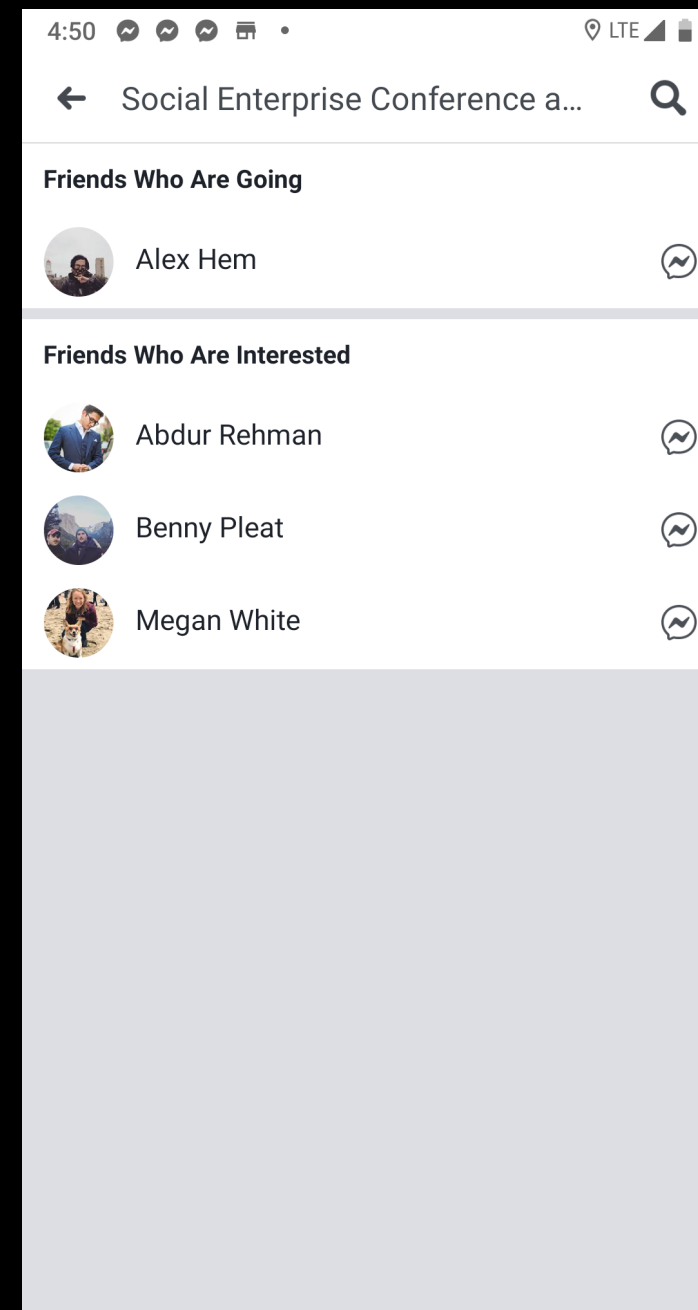 4:50 LTE
Social Enterprise Conference a...
Friends Who Are Going
Alex Hem
Friends Who Are Interested
Abdur Rehman
Benny Pleat
Megan White